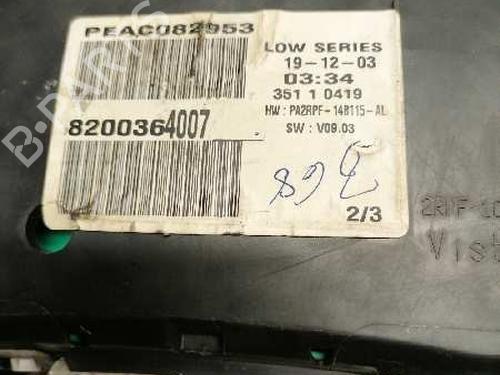 PEAC082953
LOW SERIES
19-12-03
03:34
351 1 0419
HW : PA2RPF-14B115-AL
SW : V09.03
8200364007
2/3
B-PARTS